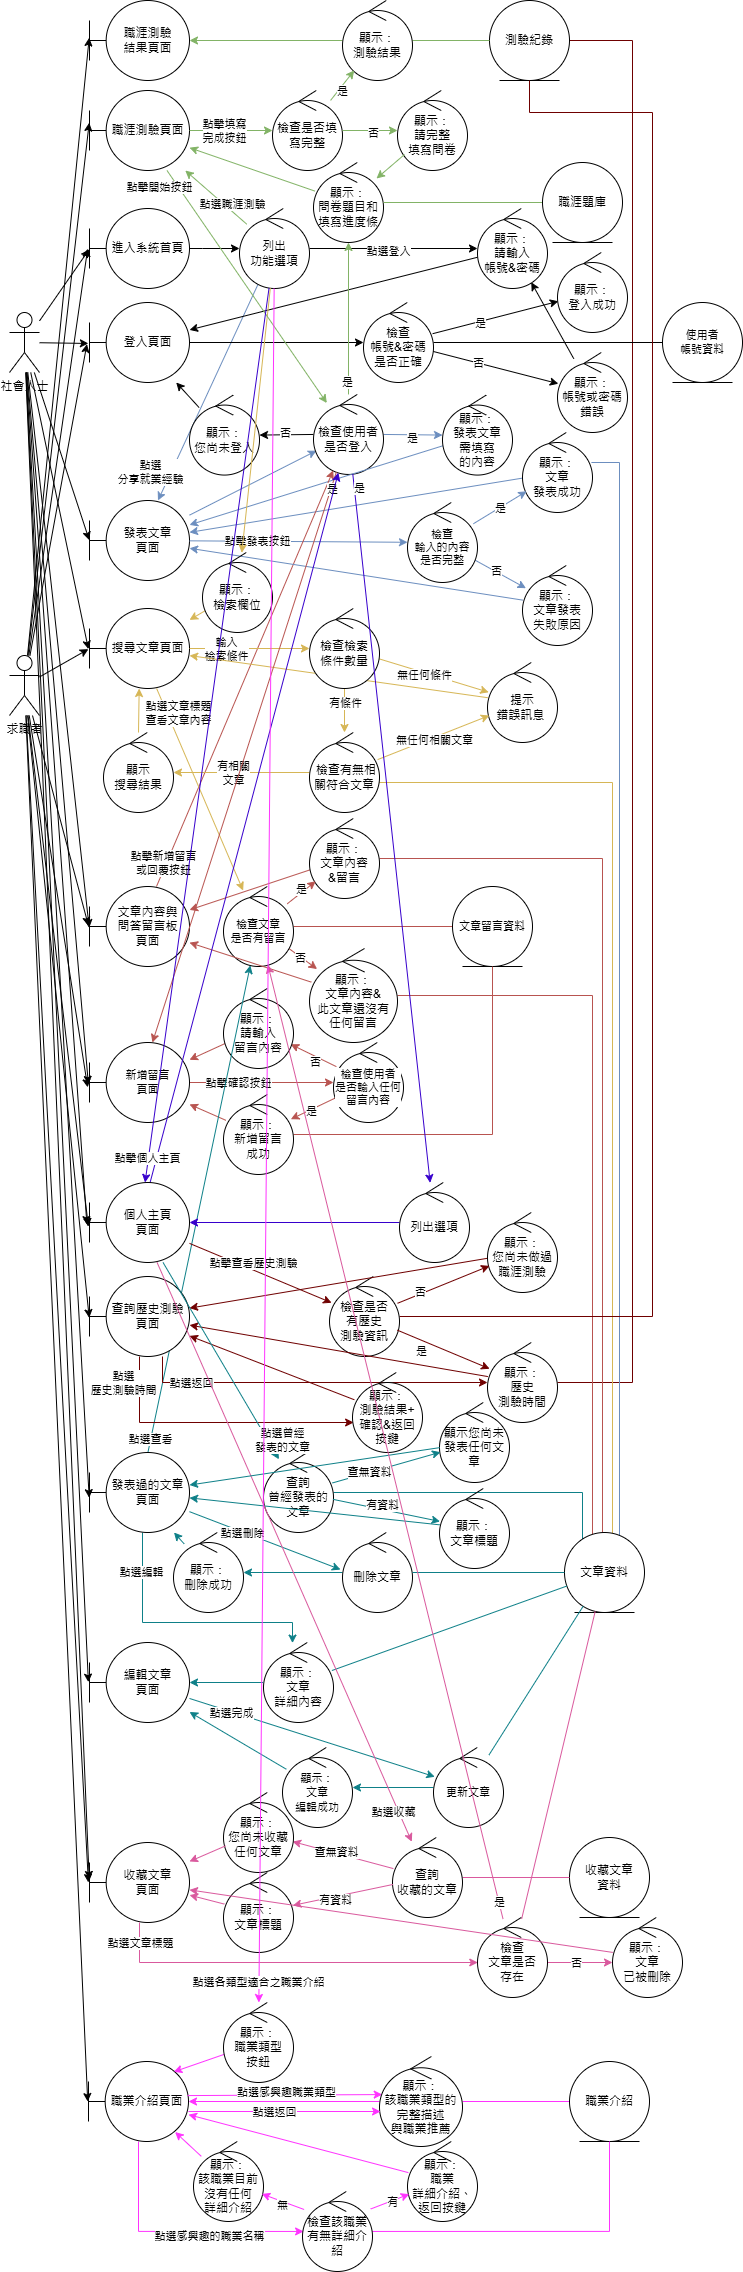 職涯測驗
結果頁面
顯示：
測驗結果
測驗紀錄
是
職涯測驗頁面
點擊填寫
完成按鈕
檢查是否填
寫完整
否
顯示：
請完整
填寫問卷
點擊開始按鈕
點選職涯測驗
顯示：
問卷題目和
填寫進度條
職涯題庫
進入系統首頁
列出
功能選項
點選登入
顯示：
請輸入
帳號&密碼
顯示：
登入成功
社會人士
登入頁面
檢查
帳號&密碼
是否正確
是
否
使用者
帳號資料
顯示：
帳號或密碼
錯誤
是
顯示：
您尚未登入
否
檢查使用者
是否登入
是
顯示：
發表文章
需填寫
的內容
點選
分享就業經驗
是
是
顯示：
文章
發表成功
發表文章
頁面
點擊發表按鈕
檢查
輸入的內容
是否完整
是
否
顯示：
文章發表
失敗原因
顯示：
檢索欄位
搜尋文章頁面
輸入
檢索條件
檢查檢索
條件數量
無任何條件
求職者
點選文章標題
查看文章內容
有條件
提示
錯誤訊息
無任何相關文章
顯示
搜尋結果
有相關
文章
檢查有無相
關符合文章
點擊新增留言
或回覆按鈕
顯示：
文章內容
&留言
是
文章內容與
問答留言板
頁面
檢查文章
是否有留言
文章留言資料
否
顯示：
文章內容&
此文章還沒有
任何留言
顯示：
請輸入
留言內容
否
新增留言
頁面
點擊確認按鈕
檢查使用者
是否輸入任何
留言內容
是
顯示：
新增留言
成功
點擊個人主頁
個人主頁
頁面
列出選項
點擊查看歷史測驗
顯示：
您尚未做過
職涯測驗
否
查詢歷史測驗
頁面
檢查是否
有歷史
測驗資訊
是
點選
歷史測驗時間
點選返回
顯示：
歷史
測驗時間
顯示：
測驗結果+
確認&返回
按鍵
點選查看
點選曾經
發表的文章
顯示您尚未
發表任何文
章
查無資料
發表過的文章
頁面
查詢
曾經發表的
文章
有資料
顯示：
文章標題
點選刪除
點選編輯
顯示：
刪除成功
刪除文章
文章資料
編輯文章
頁面
顯示：
文章
詳細內容
點選完成
顯示：
文章
編輯成功
更新文章
點選收藏
顯示：
您尚未收藏
任何文章
查無資料
收藏文章
頁面
查詢
收藏的文章
收藏文章
資料
有資料
顯示：
文章標題
是
點選文章標題
檢查
文章是否
存在
否
顯示：
文章
已被刪除
點選各類型適合之職業介紹
顯示：
職業類型
按鈕
職業介紹頁面
點選感興趣職業類型
點選返回
顯示：
該職業類型的
完整描述
與職業推薦
職業介紹
顯示：
該職業目前
沒有任何
詳細介紹
無
有
顯示：
職業
詳細介紹、
返回按鍵
點選感興趣的職業名稱
檢查該職業
有無詳細介
紹